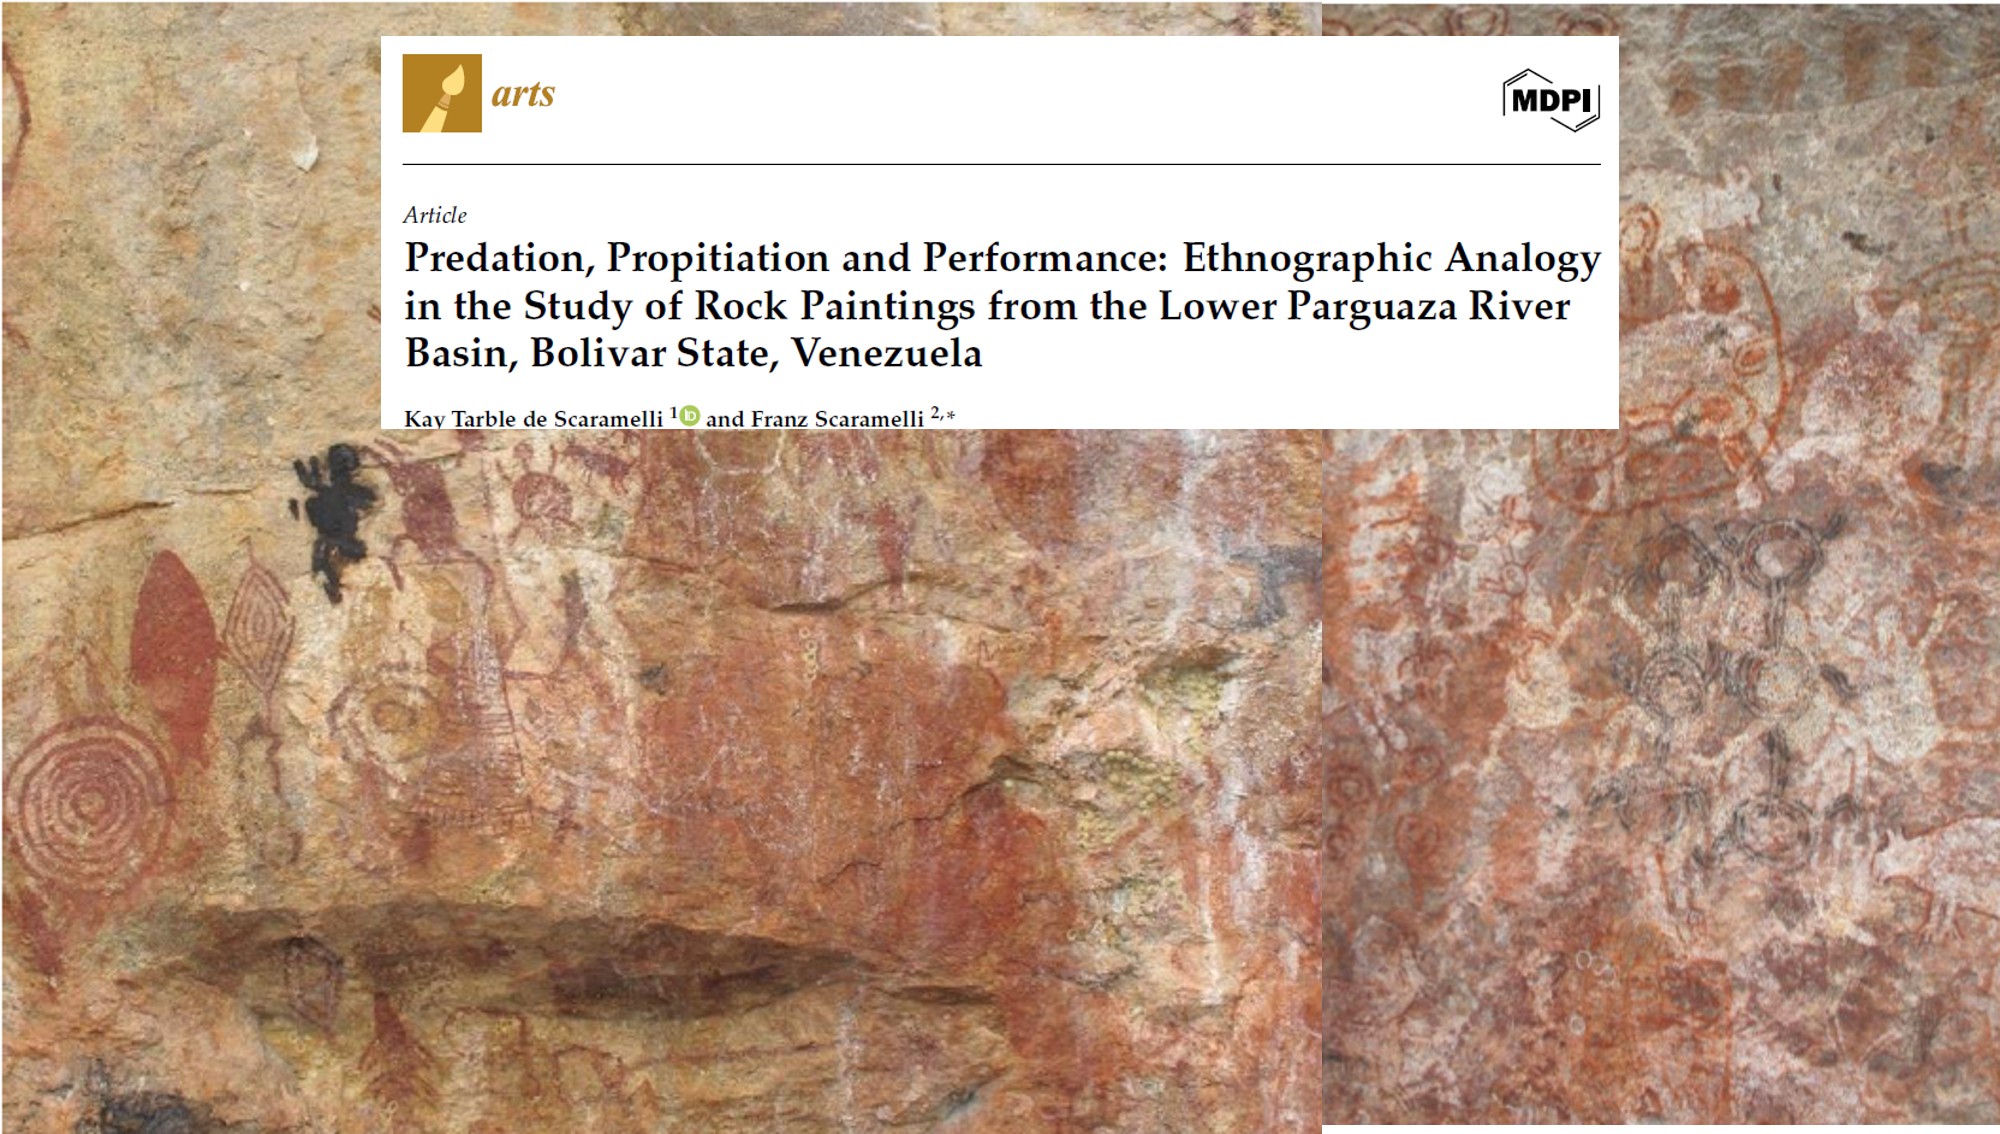 arts
MDPI
Article
Predation, Propitiation and Performance: Ethnographic Analogy
in the Study of Rock Paintings from the Lower Parguaza River
Basin, Bolivar State, Venezuela
Kay Tarble de Scaramelli 1 iD and Franz Scaramelli 2,*